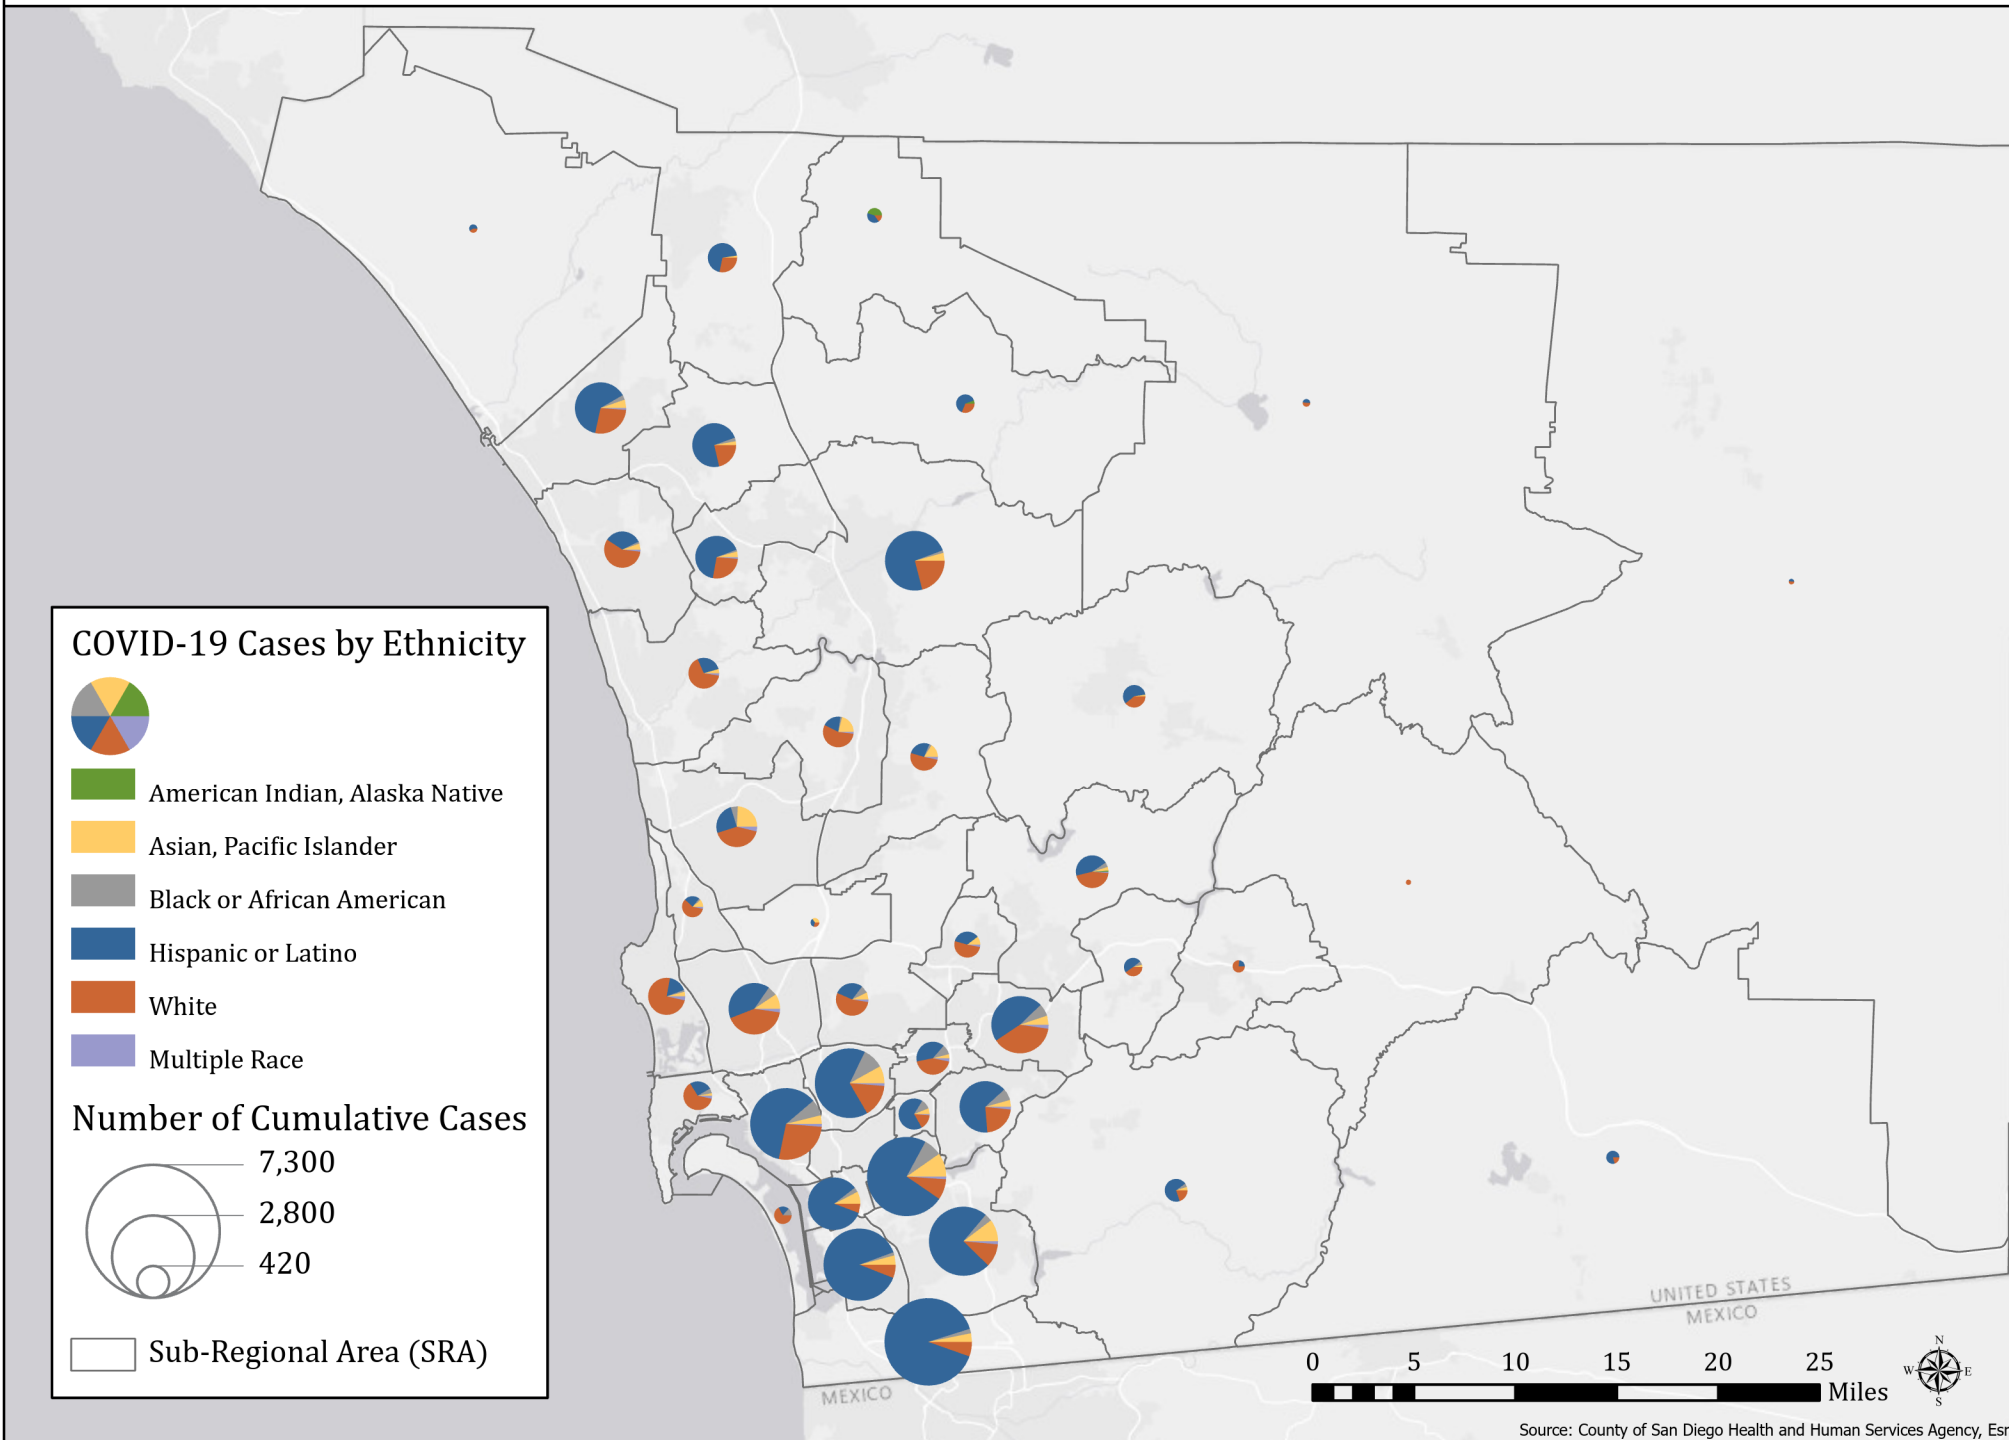 COVID-19 Cases by Ethnicity
American Indian, Alaska Native
Asian, Pacific Islander
Black or African American
Hispanic or Latino
White
Multiple Race
Number of Cumulative Cases
7,300
2,800
420
Sub-Regional Area (SRA)
UNITED STATES
MEXICO
MEXICO
0 5 10 15 20 25
Miles
N
W E
S
Source: County of San Diego Health and Human Services Agency, Esr